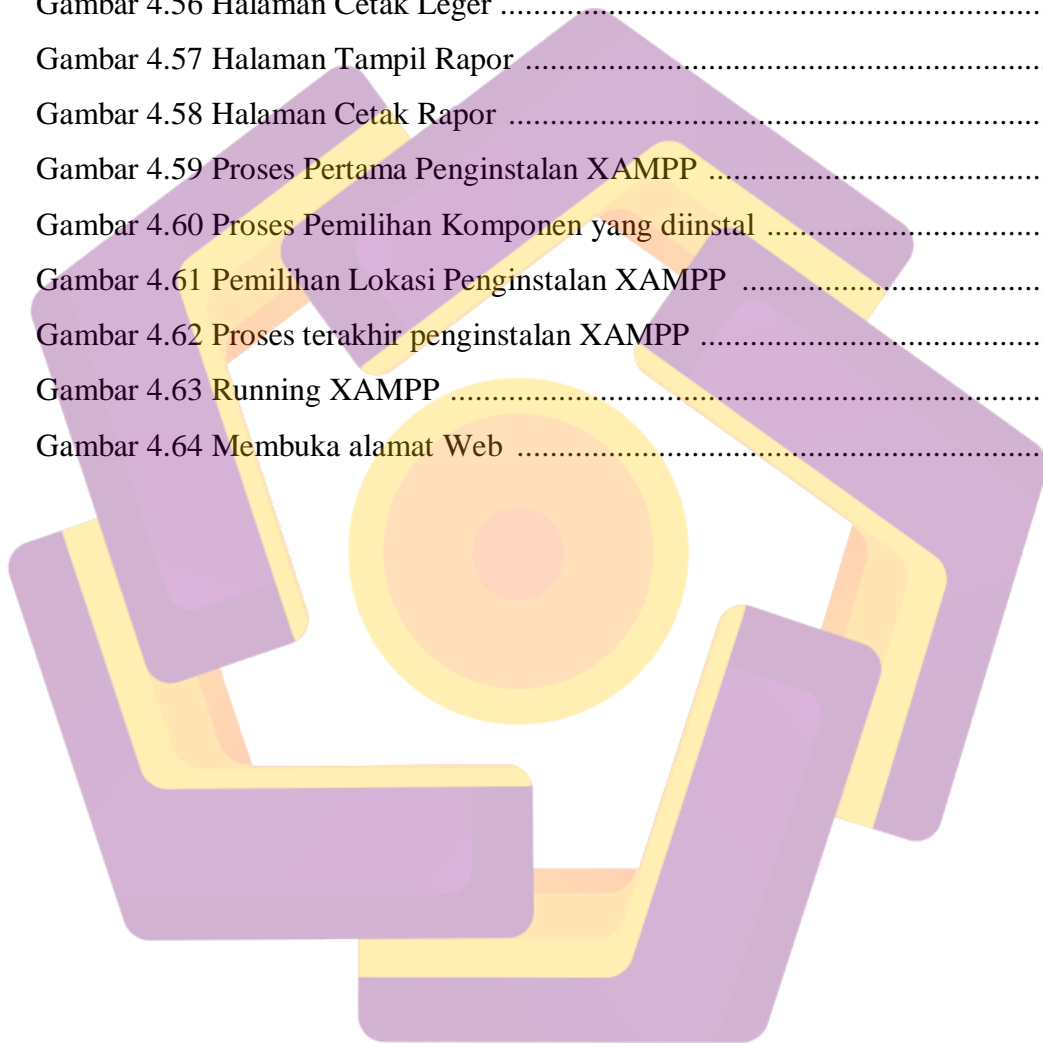 Gambar 4.56 Halaman Cetak Leger ....................................................................
Gambar 4.57 Halaman Tampil Rapor .................................................................
Gambar 4.58 Halaman Cetak Rapor ...................................................................
Gambar 4.59 Proses Pertama Penginstalan XAMPP ..........................................
Gambar 4.60 Proses Pemilihan Komponen yang diinstal ...................................
Gambar 4.61 Pemilihan Lokasi Penginstalan XAMPP ......................................
Gambar 4.62 Proses terakhir penginstalan XAMPP ...........................................
Gambar 4.63 Running XAMPP ..........................................................................
Gambar 4.64 Membuka alamat Web ..................................................................